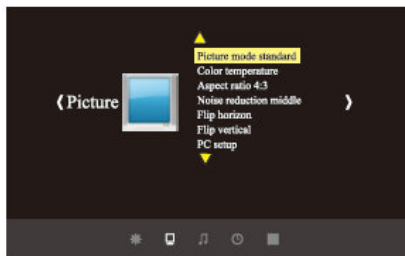 Picture
Picture mode standard
Color temperature
Aspect ratio 4:3
Noise reduction middle
Flip horizon
Flip vertical
PC setup